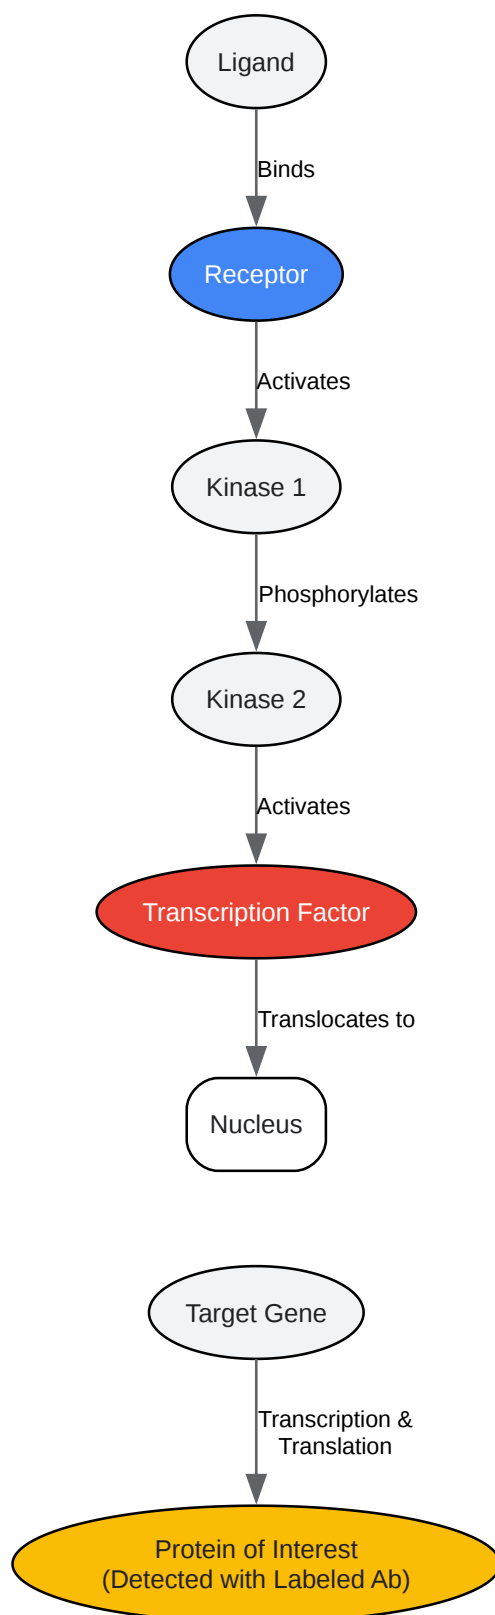 Ligand
Binds
Receptor
Activates
Kinase 1
Phosphorylates
Kinase 2
Activates
Transcription Factor
Translocates to
Nucleus
Target Gene
Transcription &
Translation
Protein of Interest
(Detected with Labeled Ab)